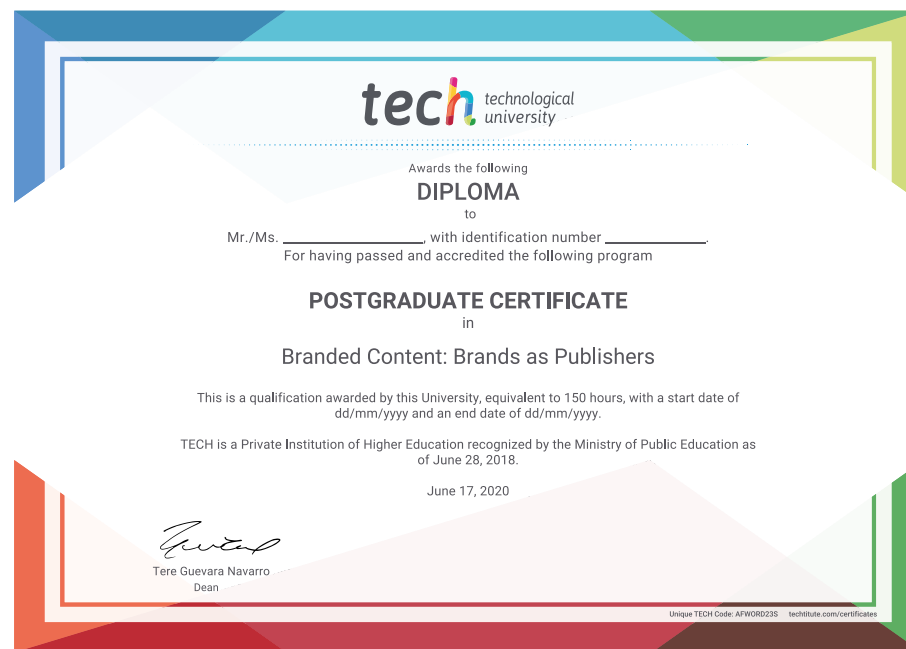 tech technological
university
Awards the following
DIPLOMA
to
Mr./Ms. ____________________, with identification number ______________.
For having passed and accredited the following program
POSTGRADUATE CERTIFICATE
in
Branded Content: Brands as Publishers
This is a qualification awarded by this University, equivalent to 150 hours, with a start date of
dd/mm/yyyy and an end date of dd/mm/yyyy.
TECH is a Private Institution of Higher Education recognized by the Ministry of Public Education as
of June 28, 2018.
June 17, 2020
Tere Guevara Navarro
Dean
Unique TECH Code: AFWORD23S techtitute.com/certificates